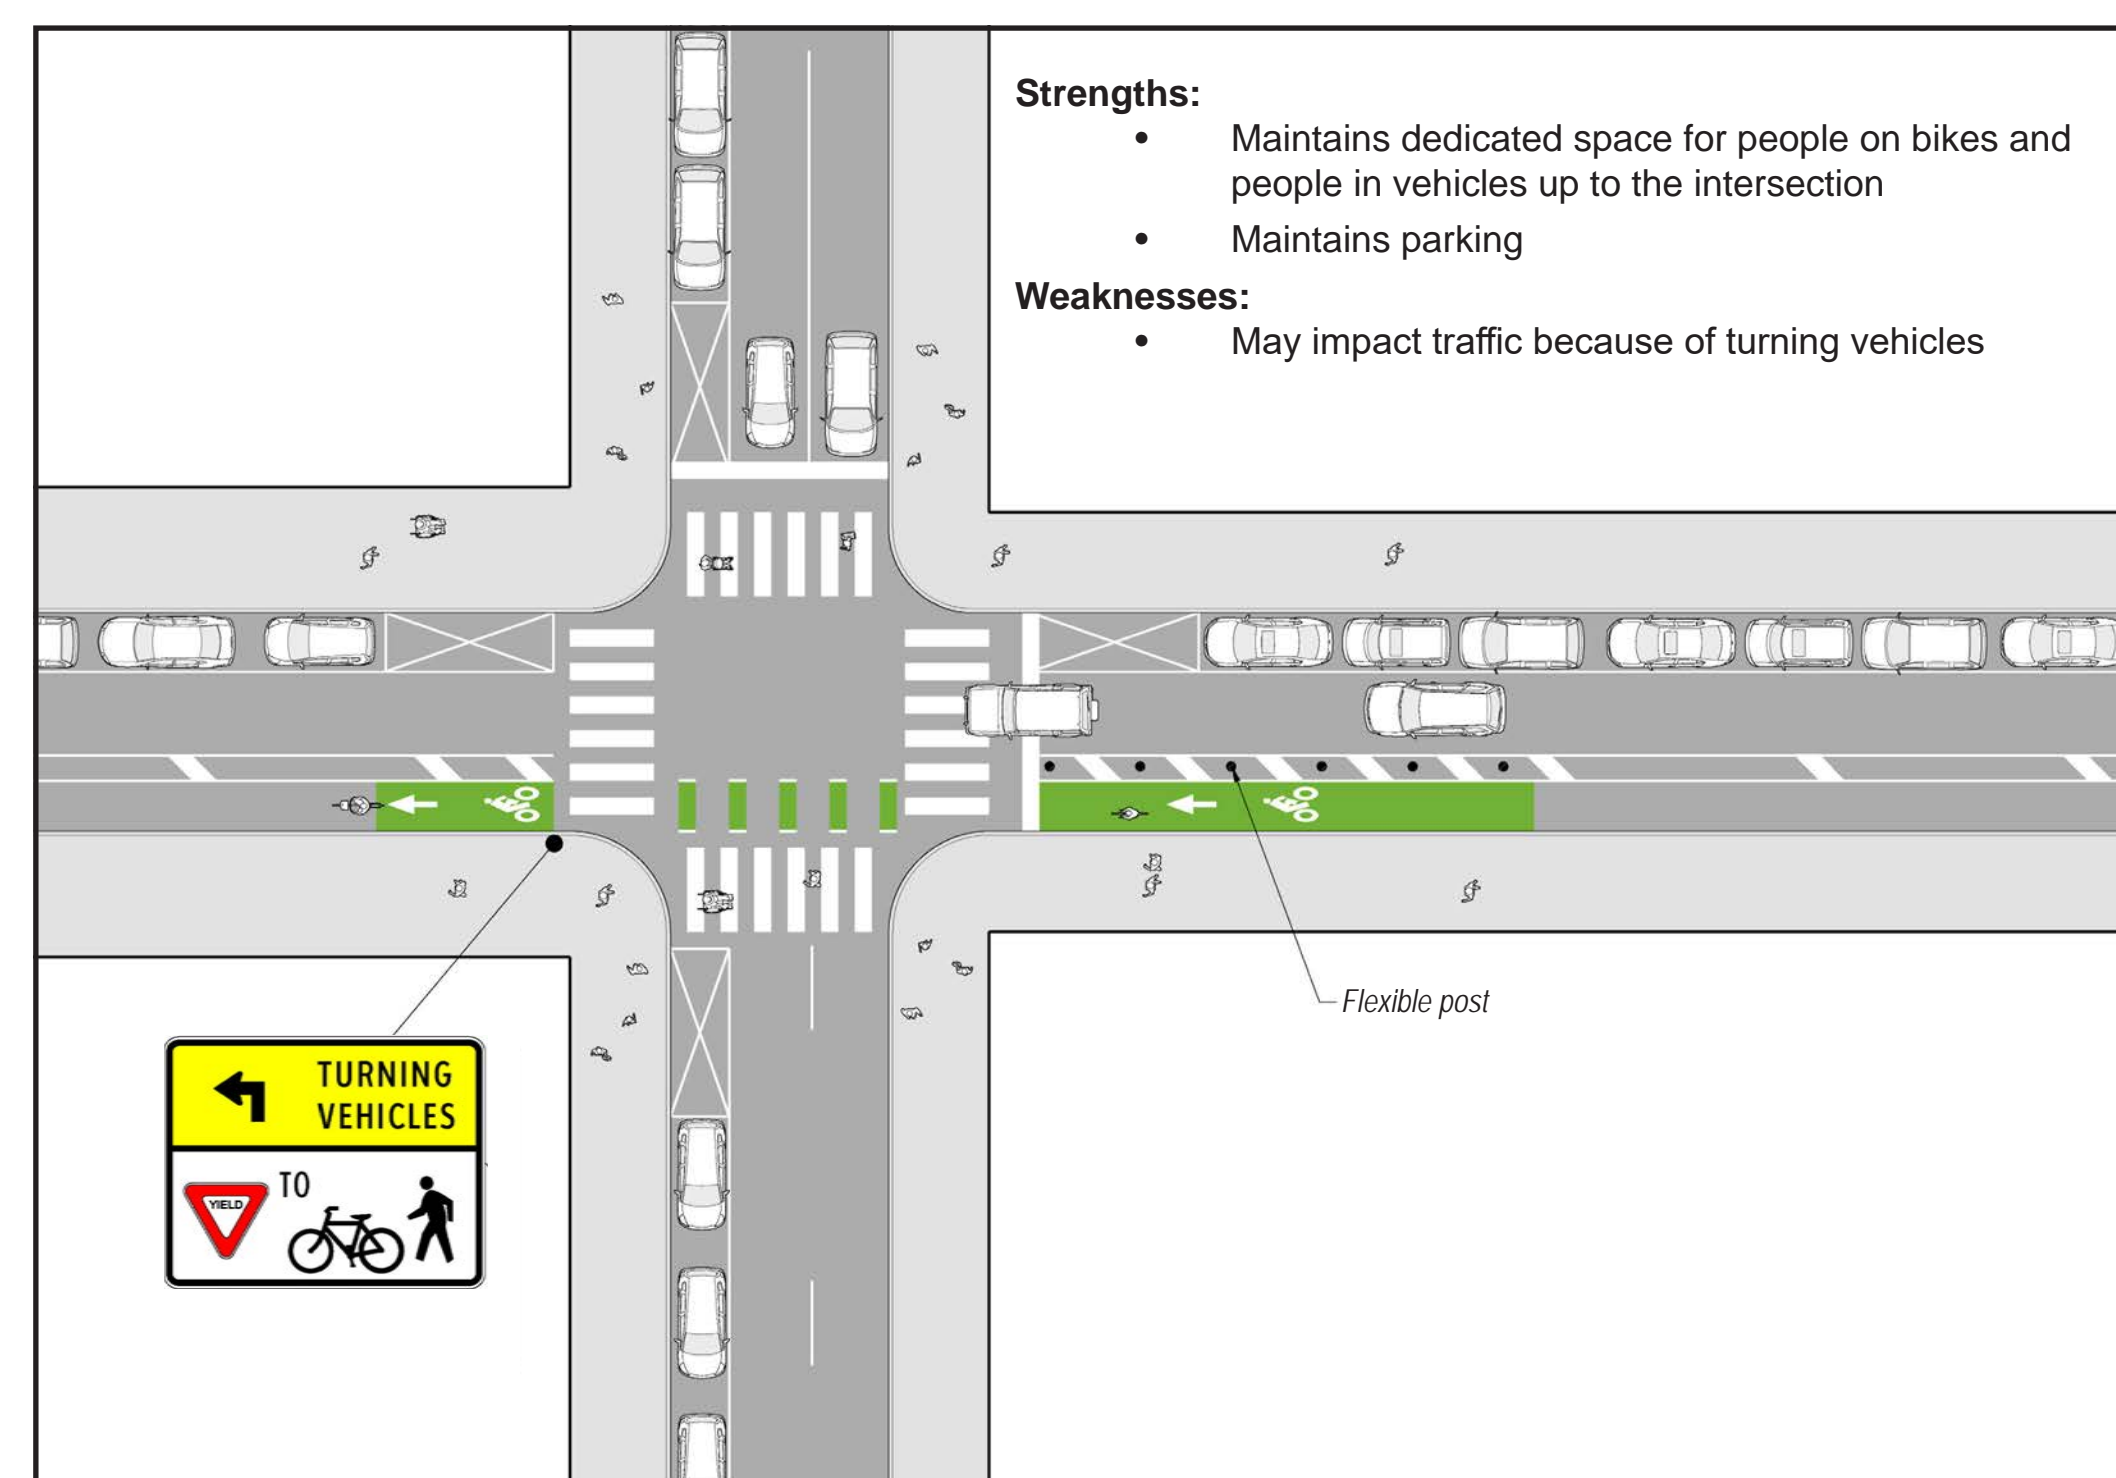 Strengths:
• Maintains dedicated space for people on bikes and
people in vehicles up to the intersection
• Maintains parking
Weaknesses:
• May impact traffic because of turning vehicles
Flexible post
TURNING
VEHICLES
YIELD
TO